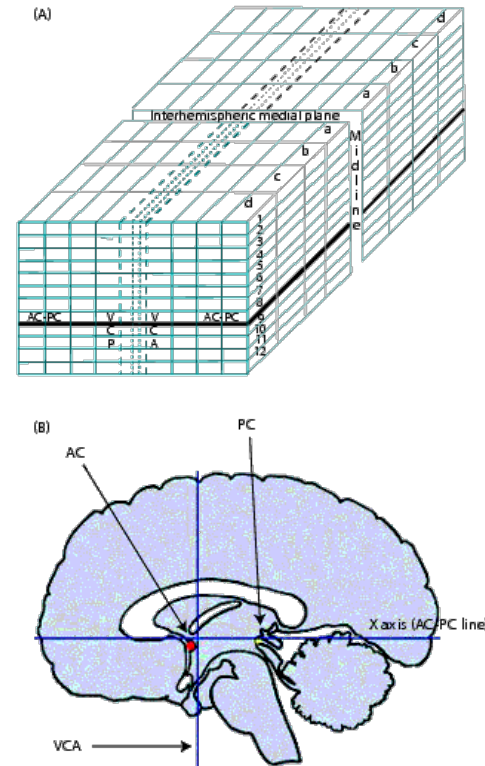 (A)
d
c
b
a
Interhemispheric medial plane
a
b
c
d
Midline
1
2
3
4
5
6
7
8
9
10
11
12
AC-PC V V AC-PC
C C
P A
(B)
PC
AC
X axis (AC-PC line)
VCA